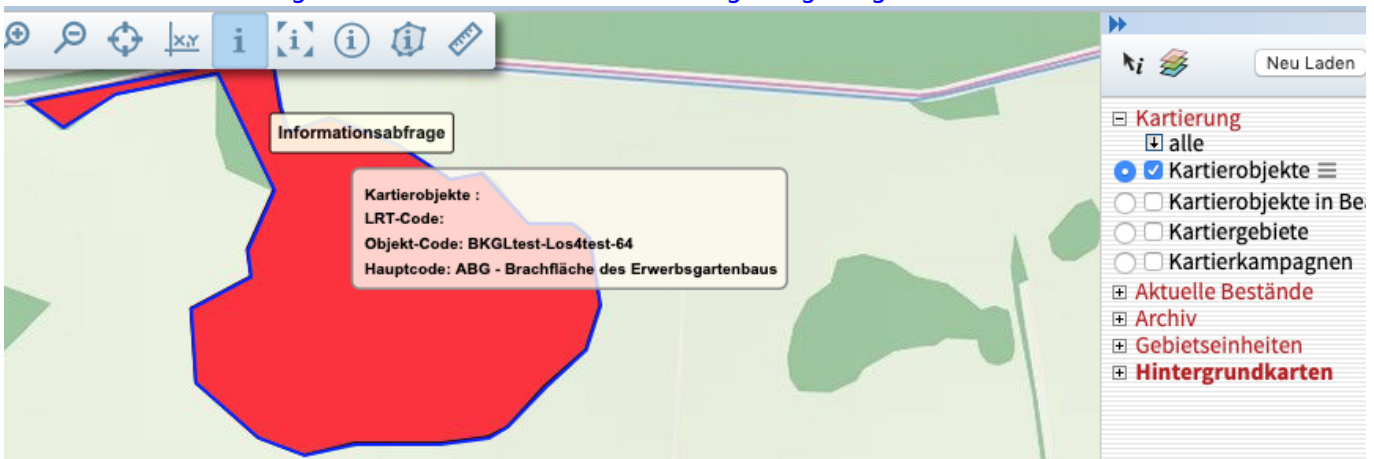 x,Y
i
i
i
i
Informationsabfrage
Kartierobjekte :
LRT-Code:
Objekt-Code: BKGLtest-Los4test-64
Hauptcode: ABG - Brachfläche des Erwerbsgartenbaus
i
Neu Laden
Kartierung
alle
Kartierobjekte
Kartierobjekte in Be
Kartiergebiete
Kartierkampagnen
Aktuelle Bestände
Archiv
Gebietseinheiten
Hintergrundkarten